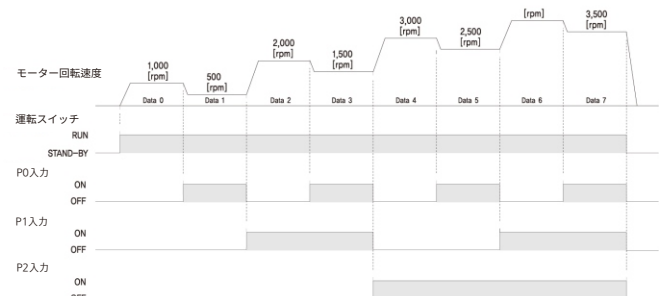 [rpm]
3,500
[rpm]
3,000
[rpm]
2,500
[rpm]
2,000
[rpm]
1,500
[rpm]
1,000
[rpm]
500
[rpm]
モーター回転速度
Data 0 Data 1 Data 2 Data 3 Data 4 Data 5 Data 6 Data 7
運転スイッチ
RUN
STAND-BY
P0入力
ON
OFF
P1入力
ON
OFF
P2入力
ON
OFF